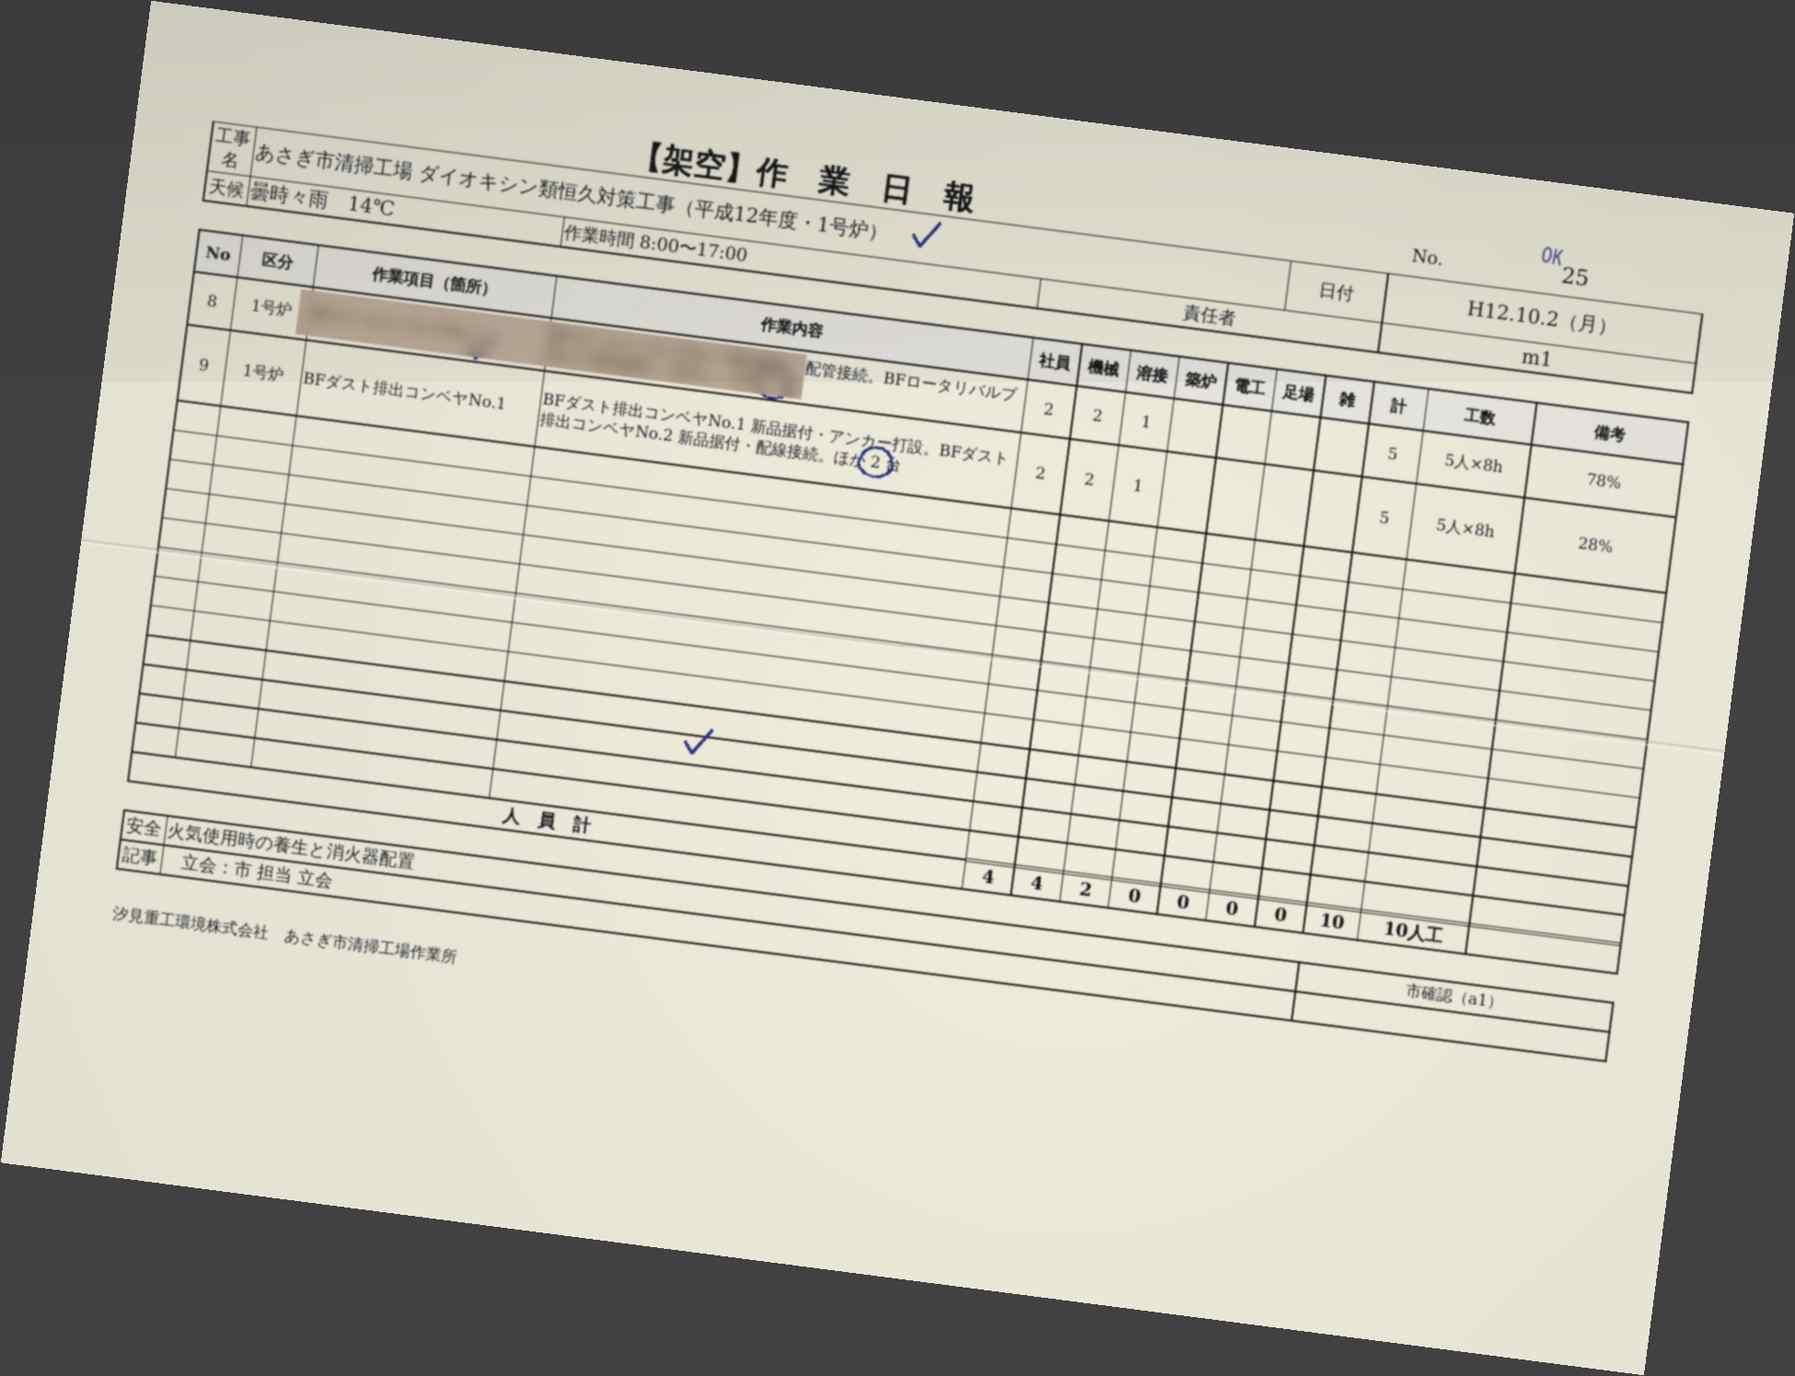 【架空】作 業 日 報
No. OK 25
工事名 あさぎ市清掃工場 ダイオキシン類恒久対策工事（平成12年度・1号炉） 日付 H12.10.2（月）
天候 曇時々雨 14℃ 作業時間 8:00〜17:00 責任者 m1
No 区分 作業項目（箇所） 作業内容 社員 機械 溶接 築炉 電工 足場 雑 計 工数 備考
8 1号炉 配管接続。BFロータリバルブ 2 2 1 5 5人×8h 78%
9 1号炉 BFダスト排出コンベヤNo.1 BFダスト排出コンベヤNo.1 新品据付・アンカー打設。BFダスト
排出コンベヤNo.2 新品据付・配線接続。ほか 2 台 2 2 1 5 5人×8h 28%
人 員 計 4 4 2 0 0 0 0 10 10人工
安全 火気使用時の養生と消火器配置 市確認（a1）
記事 立会：市 担当 立会
汐見重工環境株式会社 あさぎ市清掃工場作業所